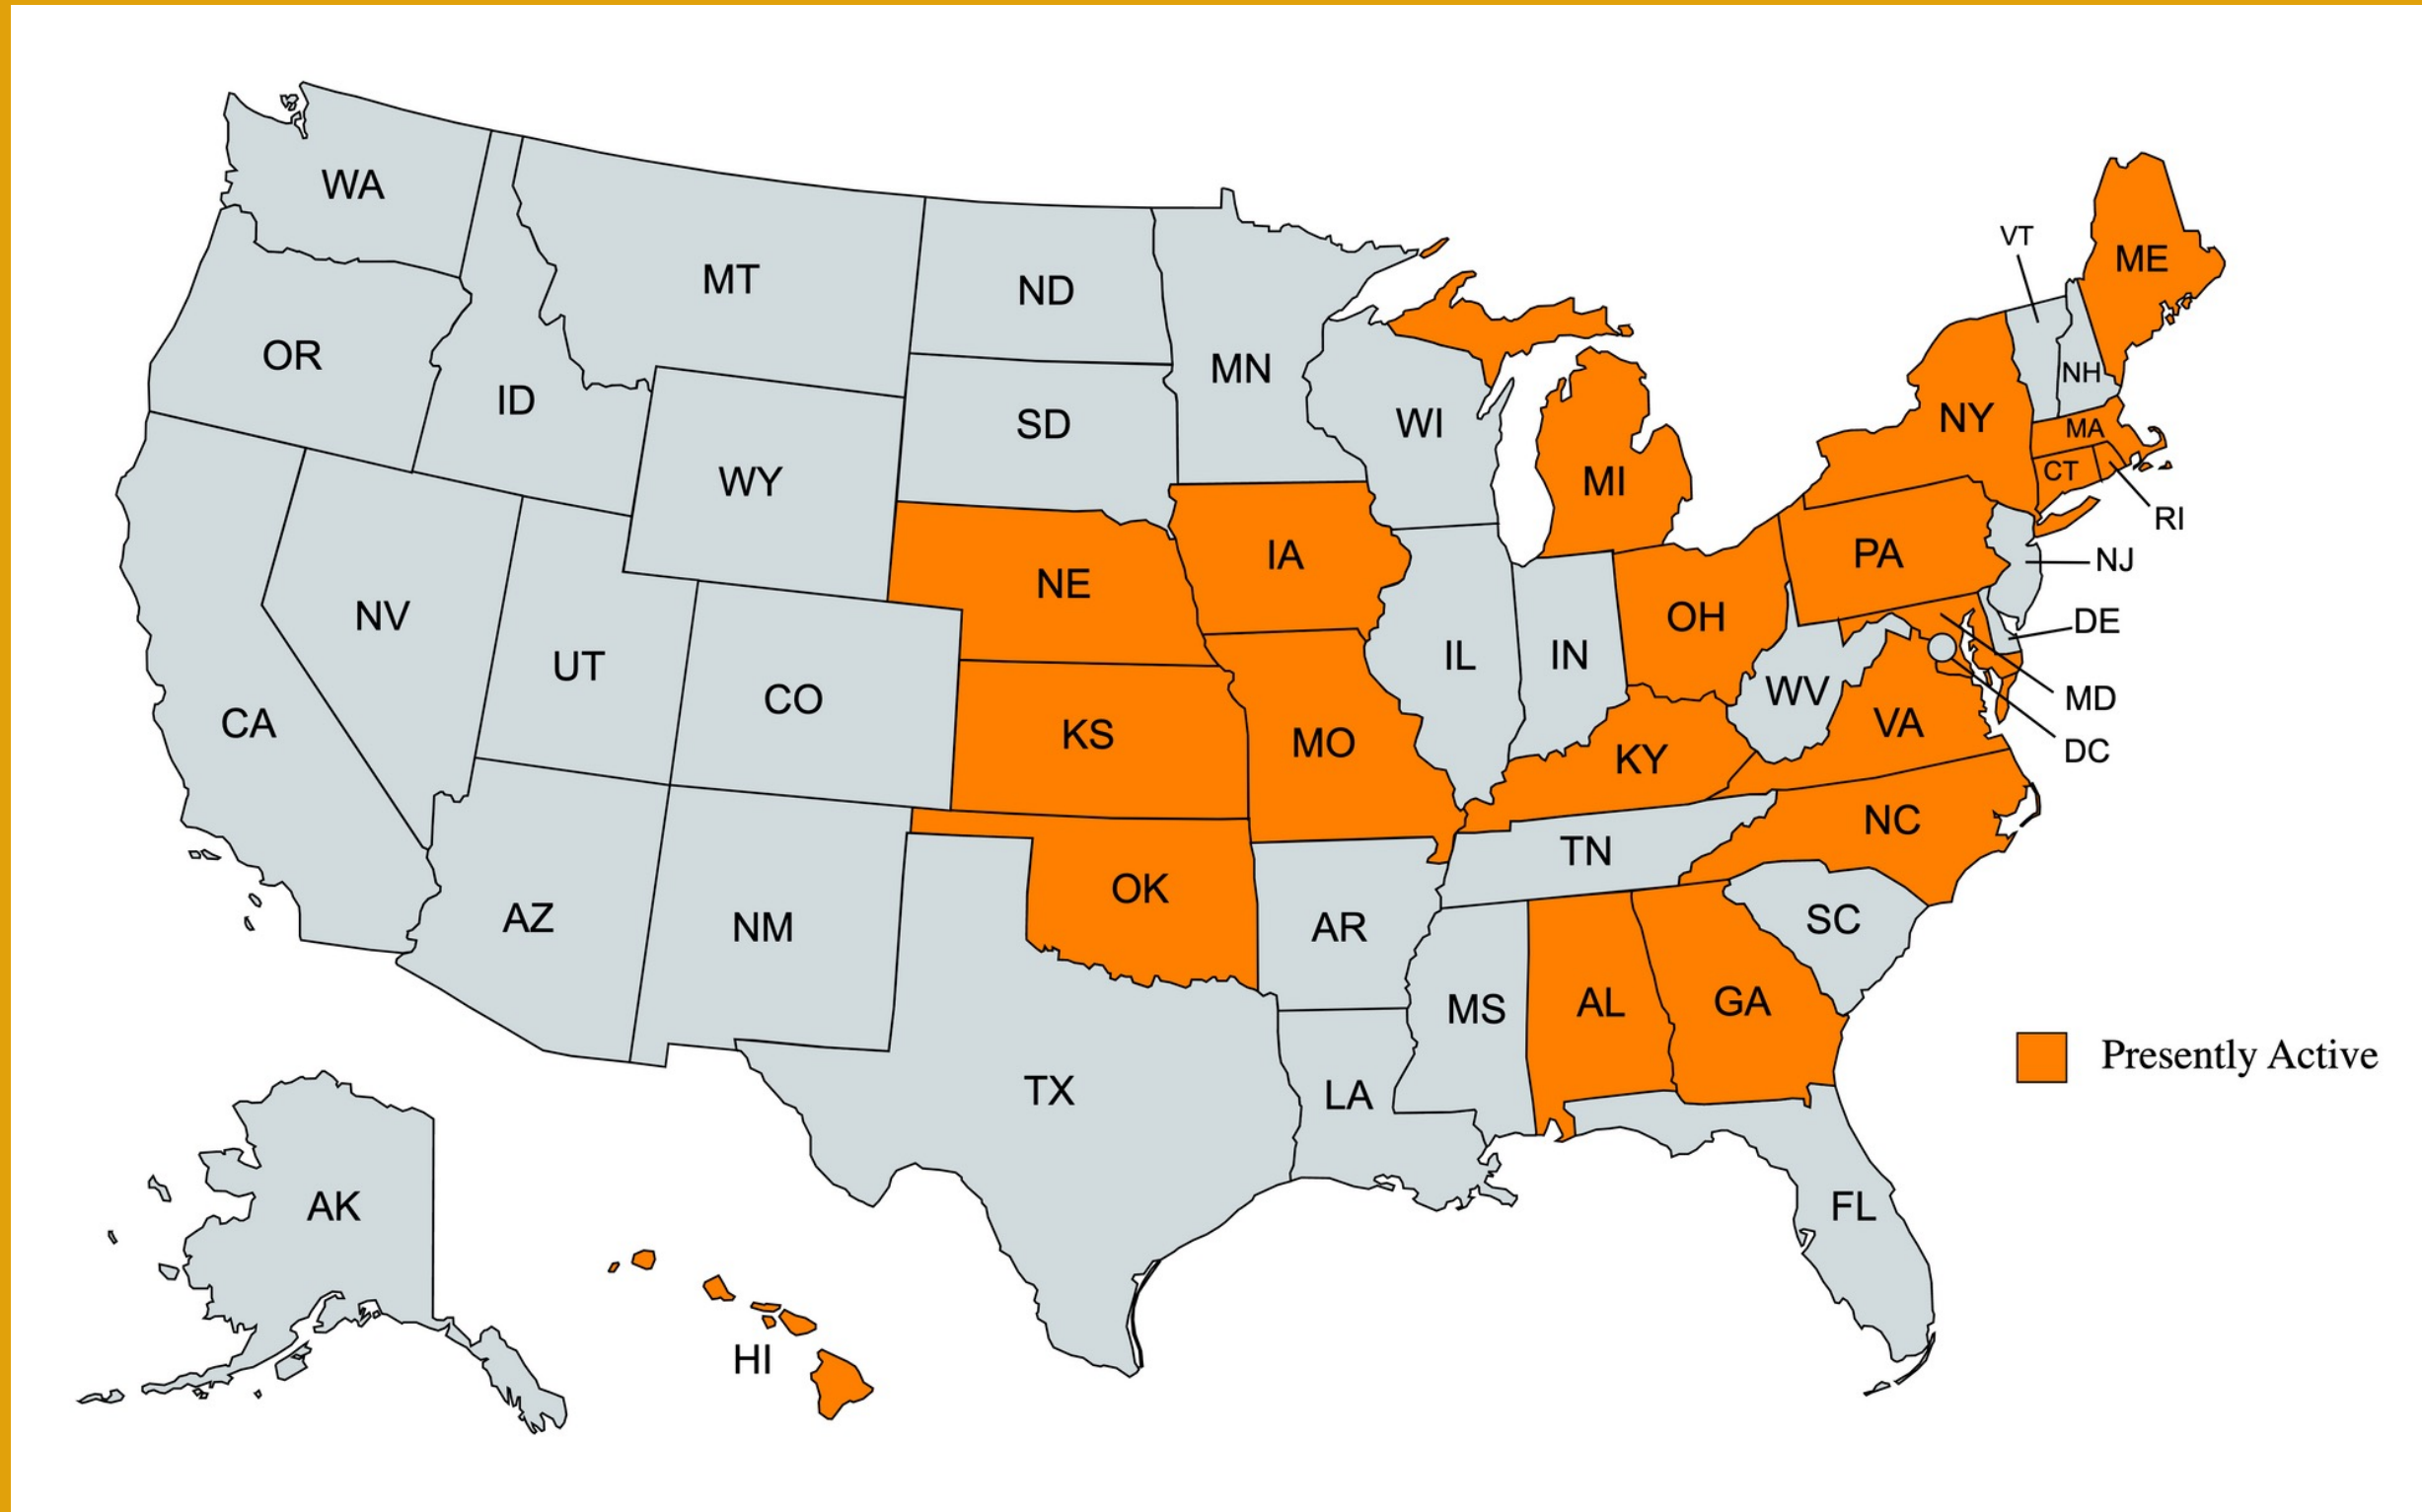 WA
MT
ND
MN
VT
ME
OR
ID
SD
WI
NH
NY
MA
WY
MI
CT
RI
NE
IA
PA
NJ
NV
UT
OH
DE
CO
IL
IN
WV
MD
CA
KS
MO
KY
VA
DC
NC
TN
AZ
NM
OK
AR
SC
MS
AL
GA
Presently Active
TX
LA
AK
FL
HI